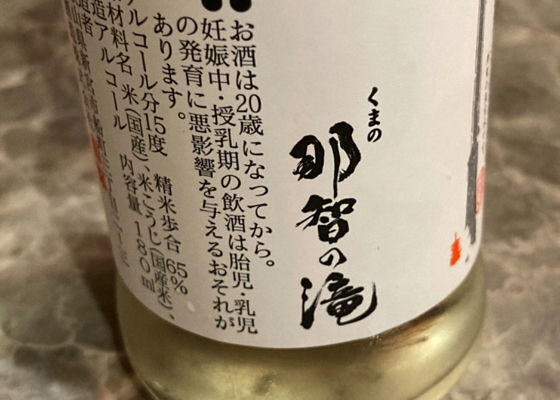 くまの
那智の滝
お酒は20歳になってから。
妊娠中・授乳期の飲酒は胎児・乳児
の発育に悪影響を与えるおそれが
あります。
アルコール分15度 精米歩合 65%
原材料名 米(国産)、米こうじ(国産米)、
醸造アルコール 内容量 180ml